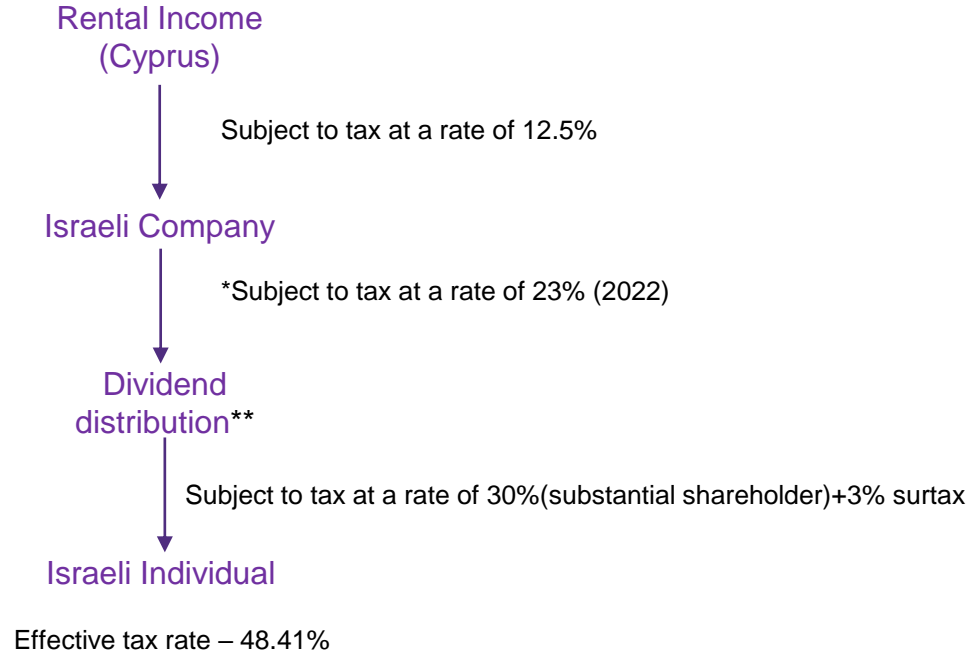 Rental Income
(Cyprus)
Subject to tax at a rate of 12.5%
Israeli Company
*Subject to tax at a rate of 23% (2022)
Dividend
distribution**
Subject to tax at a rate of 30%(substantial shareholder)+3% surtax
Israeli Individual
Effective tax rate – 48.41%